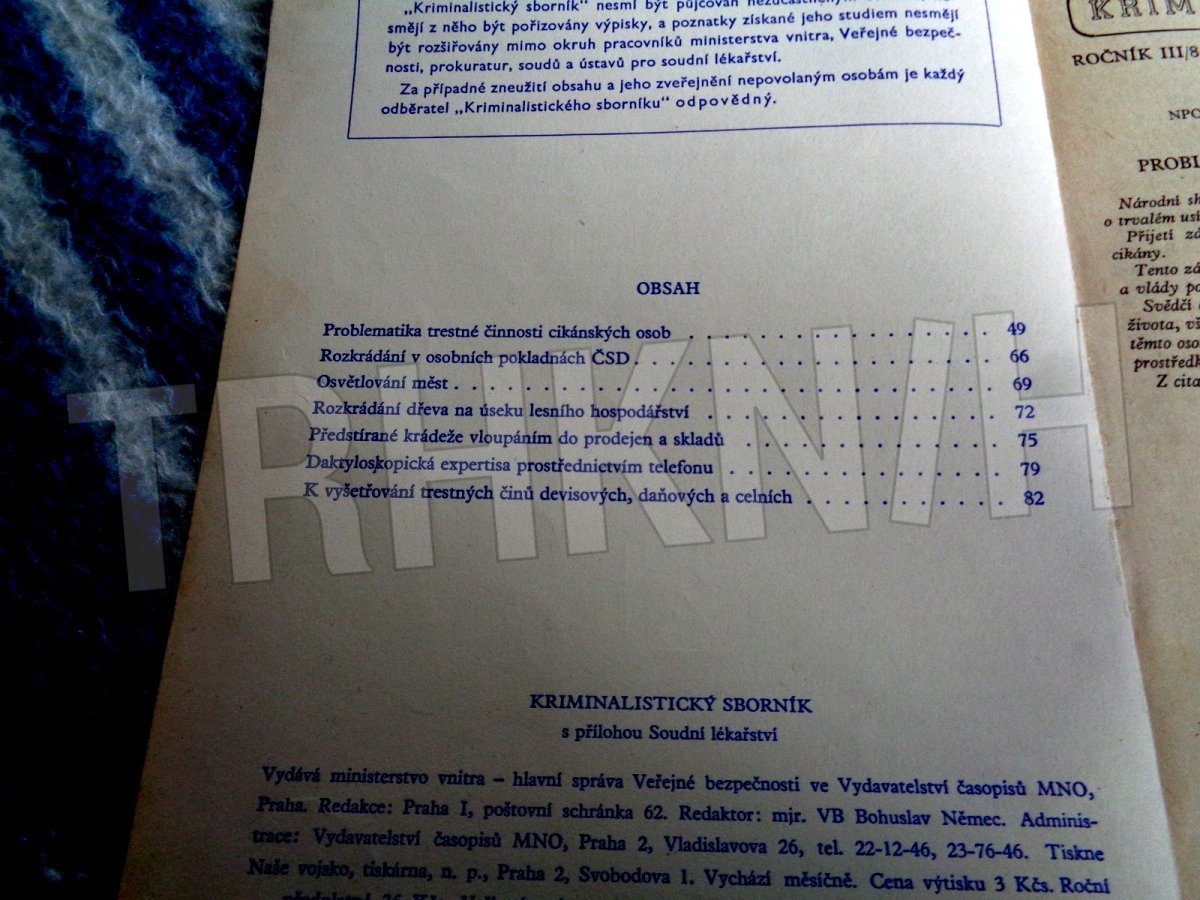 „Kriminalistický sborník“ nesmí být půjčován
smějí z něho být pořizovány výpisky, a poznatky získané jeho studiem nesmějí
být rozšiřovány mimo okruh pracovníků ministerstva vnitra, Veřejné bezpeč-
nosti, prokuratur, soudů a ústavů pro soudní lékařství.
Za případné zneužití obsahu a jeho zveřejnění nepovolaným osobám je každý
odběratel „Kriminalistického sborníku“ odpovědný.
OBSAH
Problematika trestné činnosti cikánských osob . . . . . . . . . . . . . . . 49
Rozkrádání v osobních pokladnách ČSD . . . . . . . . . . . . . . . . . 66
Osvětlování měst . . . . . . . . . . . . . . . . . . . . . . . . . . . 69
Rozkrádání dřeva na úseku lesního hospodářství . . . . . . . . . . . . . . 72
Předstírané krádeže vloupáním do prodejen a skladů . . . . . . . . . . . . 75
Daktyloskopická expertisa prostřednictvím telefonu . . . . . . . . . . . . . 79
K vyšetřování trestných činů devisových, daňových a celních . . . . . . . . . . 82
KRIMINALISTICKÝ SBORNÍK
s přílohou Soudní lékařství
Vydává ministerstvo vnitra – hlavní správa Veřejné bezpečnosti ve Vydavatelství časopisů MNO,
Praha. Redakce: Praha I, poštovní schránka 62. Redaktor: mjr. VB Bohuslav Němec. Adminis-
trace: Vydavatelství časopisů MNO, Praha 2, Vladislavova 26, tel. 22-12-46, 23-76-46. Tiskne
Naše vojsko, tiskárna, n. p., Praha 2, Svobodova 1. Vychází měsíčně. Cena výtisku 3 Kčs. Roční
KRIM
ROČNÍK III/8
NPO
PROBL
Národní sh
o trvalém usi
Přijetí zá
cikány.
Tento zá
a vlády po
Svědčí
života, vš
těmto oso
prostředk
Z cita
TRHKNIH